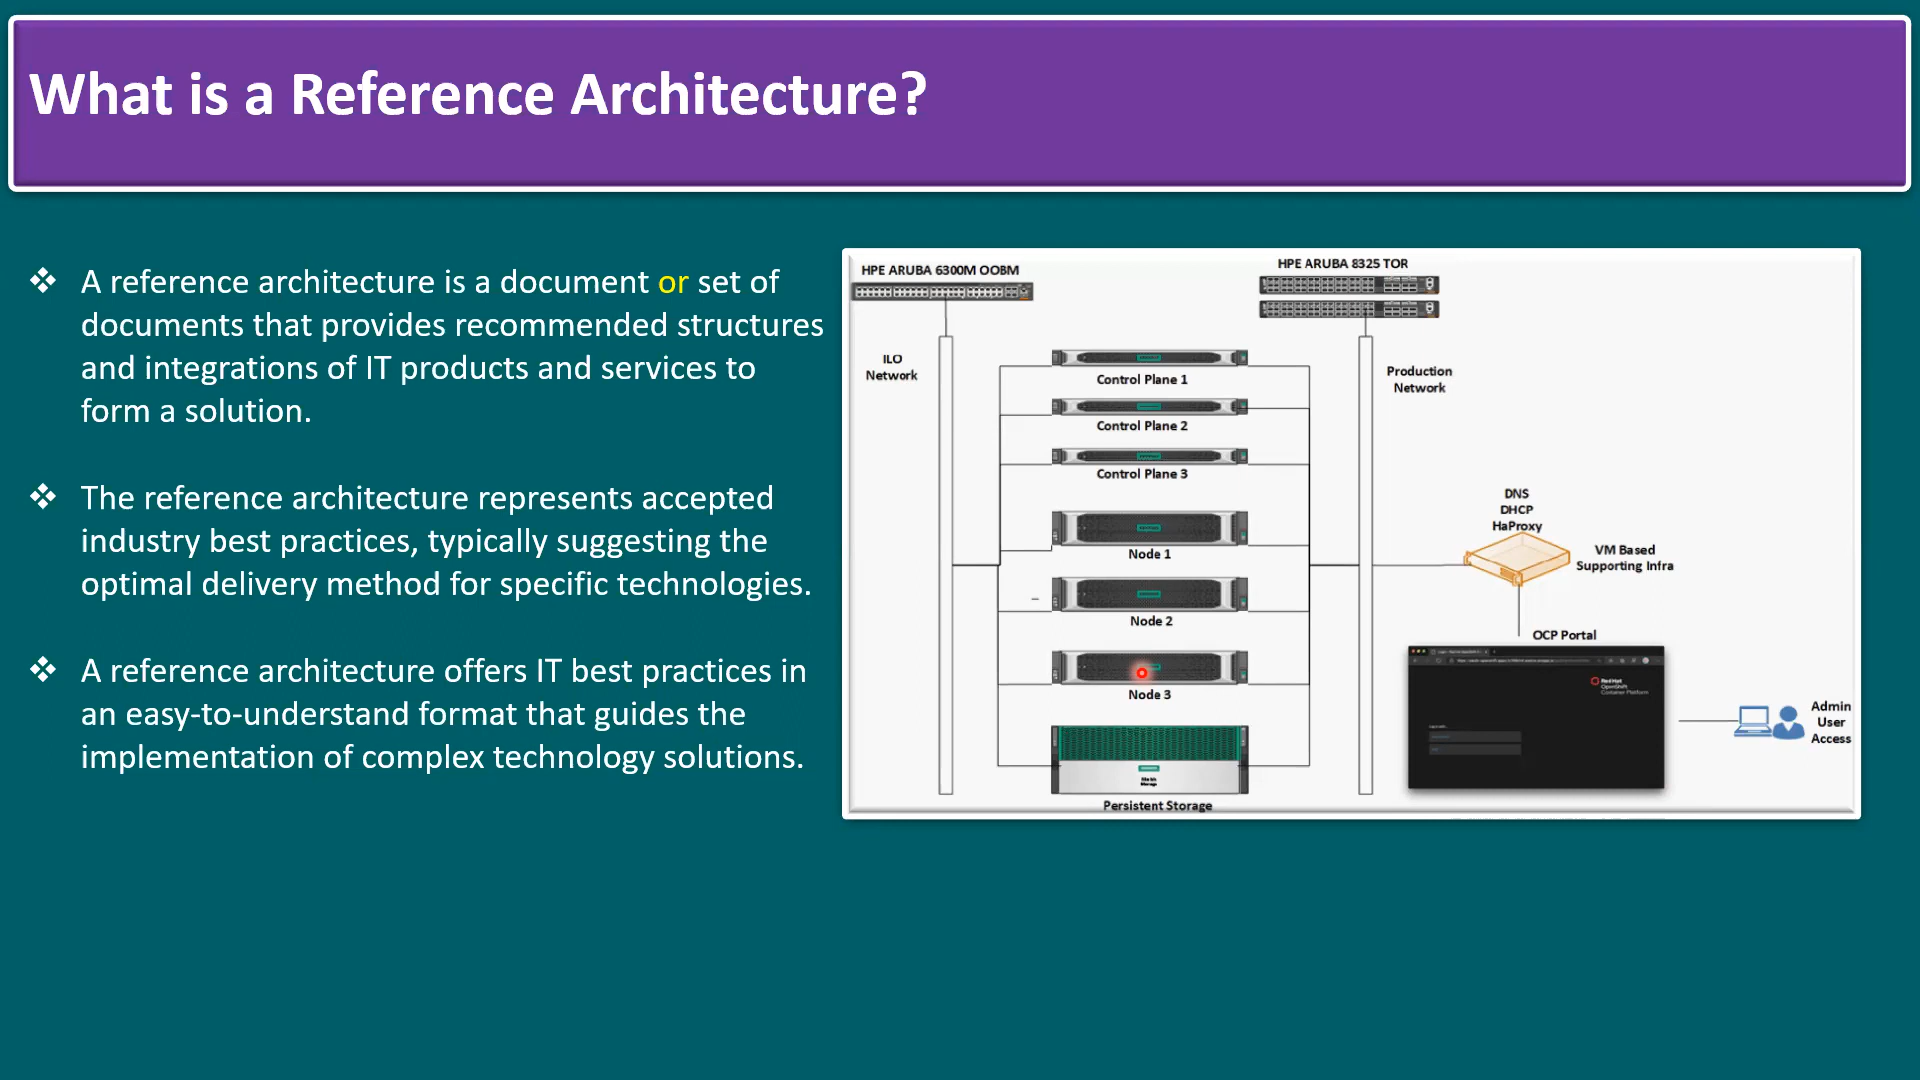 What is a Reference Architecture?
❖ A reference architecture is a document or set of
documents that provides recommended structures
and integrations of IT products and services to
form a solution.
❖ The reference architecture represents accepted
industry best practices, typically suggesting the
optimal delivery method for specific technologies.
❖ A reference architecture offers IT best practices in
an easy-to-understand format that guides the
implementation of complex technology solutions.
HPE ARUBA 6300M OOBM
HPE ARUBA 8325 TOR
ILO
Network
Production
Network
Control Plane 1
Control Plane 2
Control Plane 3
Node 1
Node 2
Node 3
Persistent Storage
DNS
DHCP
HaProxy
VM Based
Supporting Infra
OCP Portal
Red Hat
OpenShift
Container Platform
Admin
User
Access